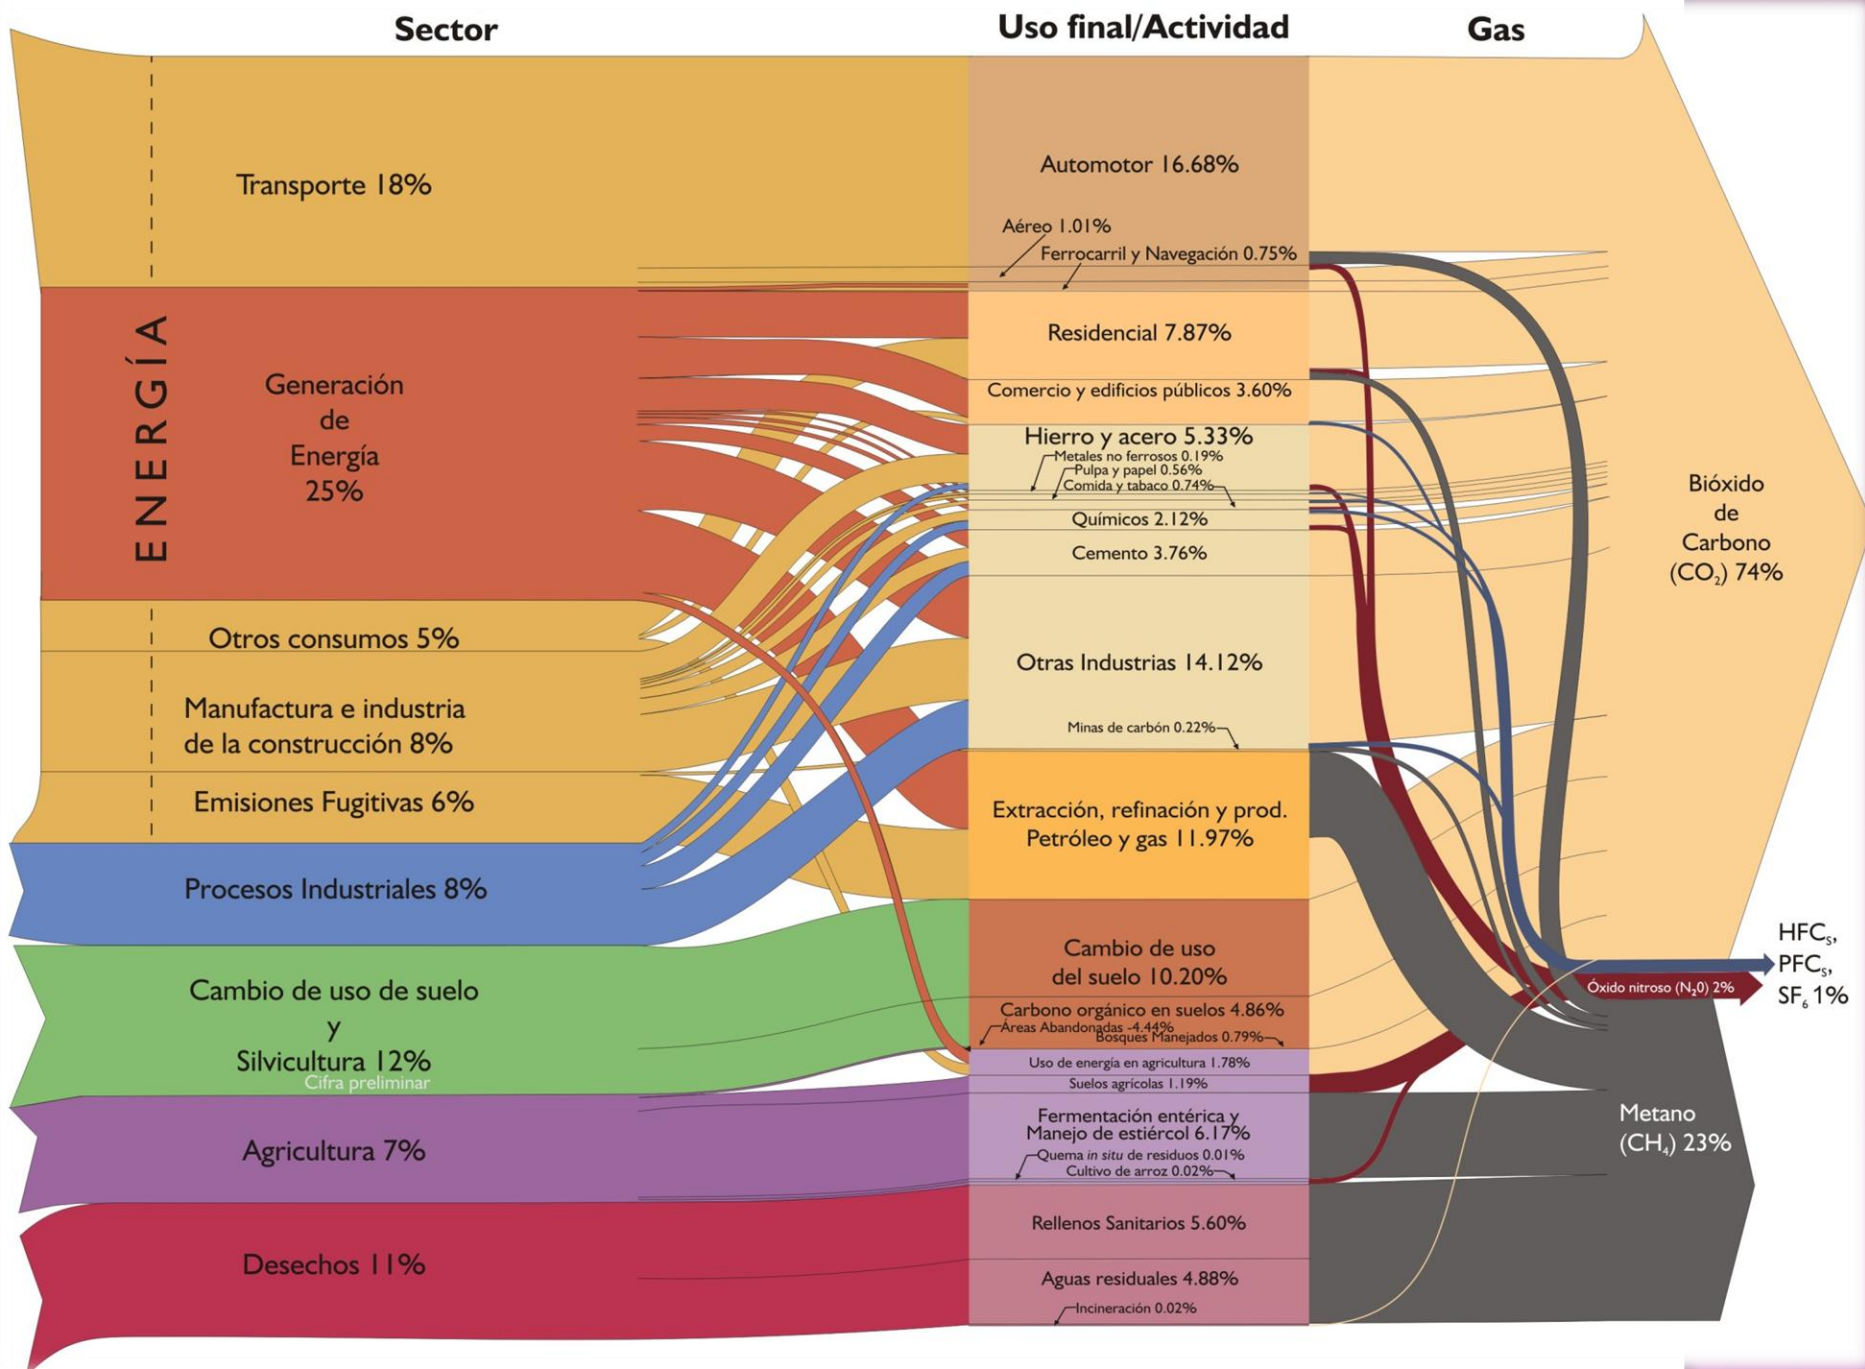 Sector
Uso final/Actividad
Gas
ENERGÍA
Transporte 18%
Generación
de
Energía
25%
Otros consumos 5%
Manufactura e industria
de la construcción 8%
Emisiones Fugitivas 6%
Procesos Industriales 8%
Cambio de uso de suelo
y
Silvicultura 12%
Cifra preliminar
Agricultura 7%
Desechos 11%
Automotor 16.68%
Aéreo 1.01%
Ferrocarril y Navegación 0.75%
Residencial 7.87%
Comercio y edificios públicos 3.60%
Hierro y acero 5.33%
Metales no ferrosos 0.19%
Pulpa y papel 0.56%
Comida y tabaco 0.74%
Químicos 2.12%
Cemento 3.76%
Otras Industrias 14.12%
Minas de carbón 0.22%
Extracción, refinación y prod.
Petróleo y gas 11.97%
Cambio de uso
del suelo 10.20%
Carbono orgánico en suelos 4.86%
Áreas Abandonadas -4.44%
Bosques Manejados 0.79%
Uso de energía en agricultura 1.78%
Suelos agrícolas 1.19%
Fermentación entérica y
Manejo de estiércol 6.17%
Quema in situ de residuos 0.01%
Cultivo de arroz 0.02%
Rellenos Sanitarios 5.60%
Aguas residuales 4.88%
Incineración 0.02%
Bióxido
de
Carbono
(CO₂) 74%
HFCs,
PFCs,
SF₆ 1%
Óxido nitroso (N₂0) 2%
Metano
(CH₄) 23%